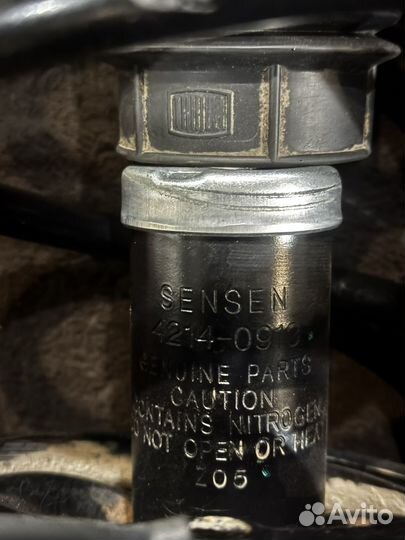 SENSEN
4214-0910
GENUINE PARTS
CAUTION
CONTAINS NITROGEN
DO NOT OPEN OR HEAT
Z05
Avito